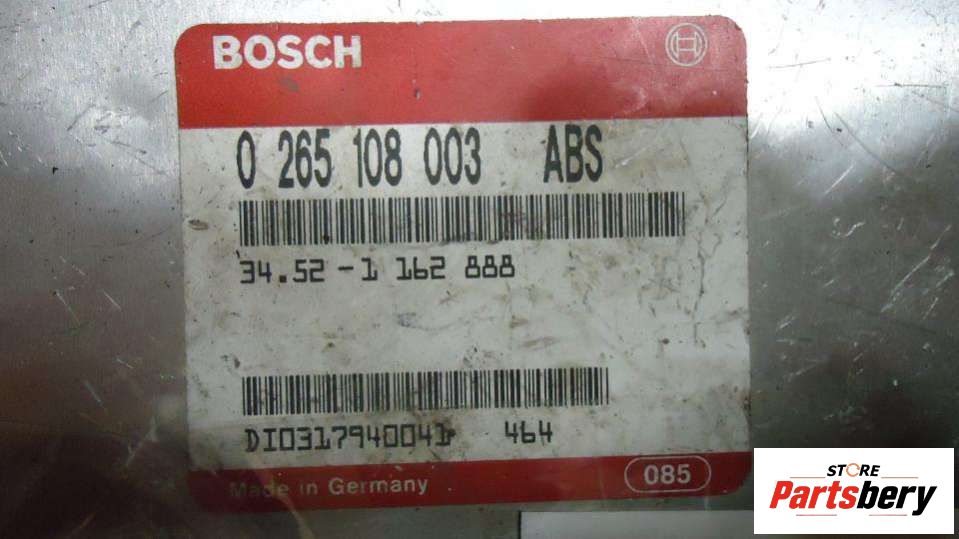 BOSCH
0 265 108 003 ABS
34.52 -1 162 888
DI0317940041 464
Made in Germany
085
STORE
Partsbery